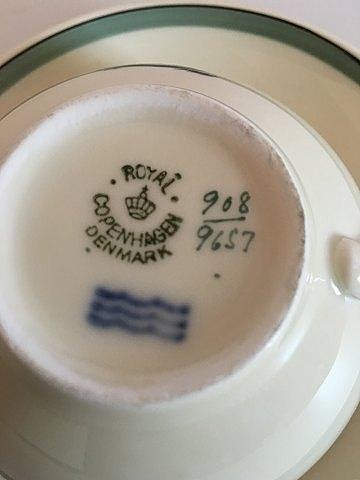 ROYAL
COPENHAGEN
DENMARK
908
9657